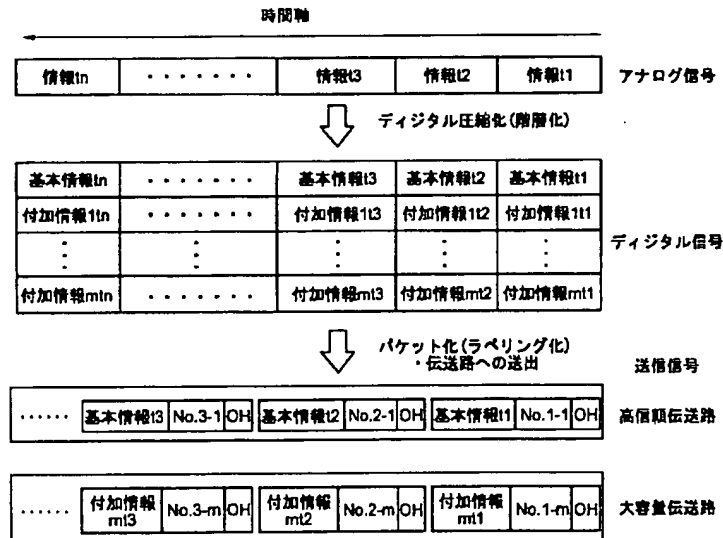 時間軸
情報tn ・・・・・・・ 情報t3 情報t2 情報t1 アナログ信号
ディジタル圧縮化(階層化)
基本情報tn ・・・・・・・ 基本情報t3 基本情報t2 基本情報t1
付加情報1tn ・・・・・・・ 付加情報1t3 付加情報1t2 付加情報1t1
ディジタル信号
付加情報mtn ・・・・・・・ 付加情報mt3 付加情報mt2 付加情報mt1
パケット化(ラベリング化)
・伝送路への送出
送信信号
・・・・・・ 基本情報t3 No.3-1 OH 基本情報t2 No.2-1 OH 基本情報t1 No.1-1 OH 高信頼伝送路
・・・・・・ 付加情報mt3 No.3-m OH 付加情報mt2 No.2-m OH 付加情報mt1 No.1-m OH 大容量伝送路